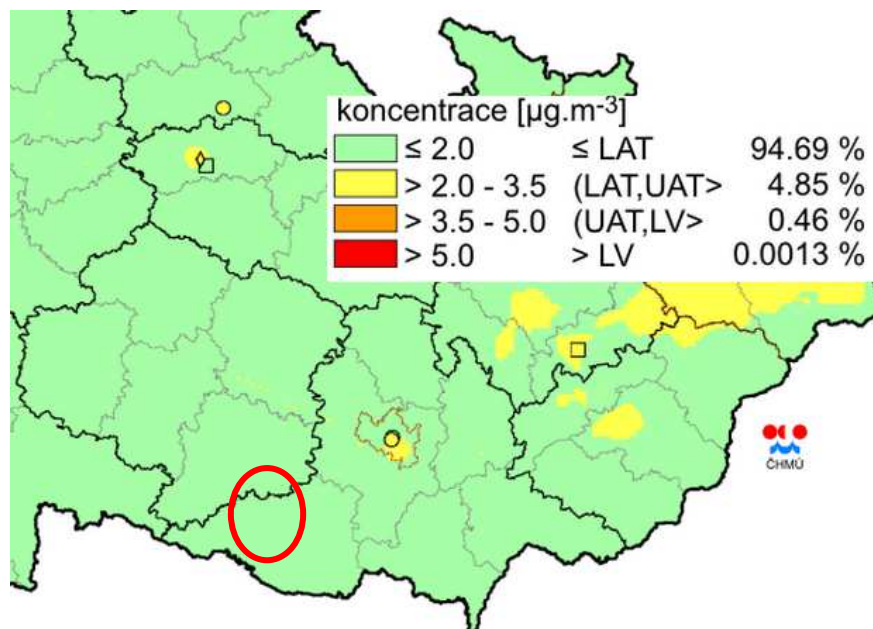 koncentrace [µg.m-3]
≤ 2.0 ≤ LAT 94.69 %
> 2.0 - 3.5 (LAT,UAT> 4.85 %
> 3.5 - 5.0 (UAT,LV> 0.46 %
> 5.0 > LV 0.0013 %
ČHMÚ